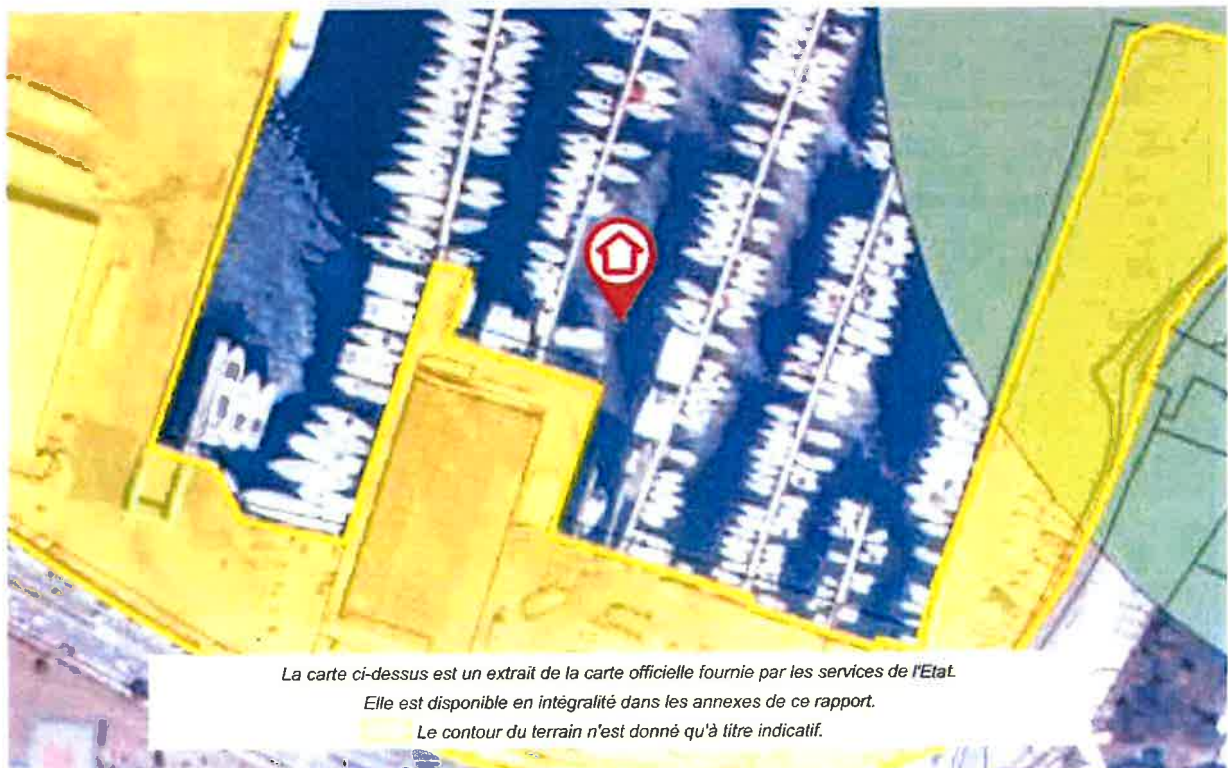 La carte ci-dessus est un extrait de la carte officielle fournie par les services de l'Etat.
Elle est disponible en intégralité dans les annexes de ce rapport.
Le contour du terrain n'est donné qu'à titre indicatif.